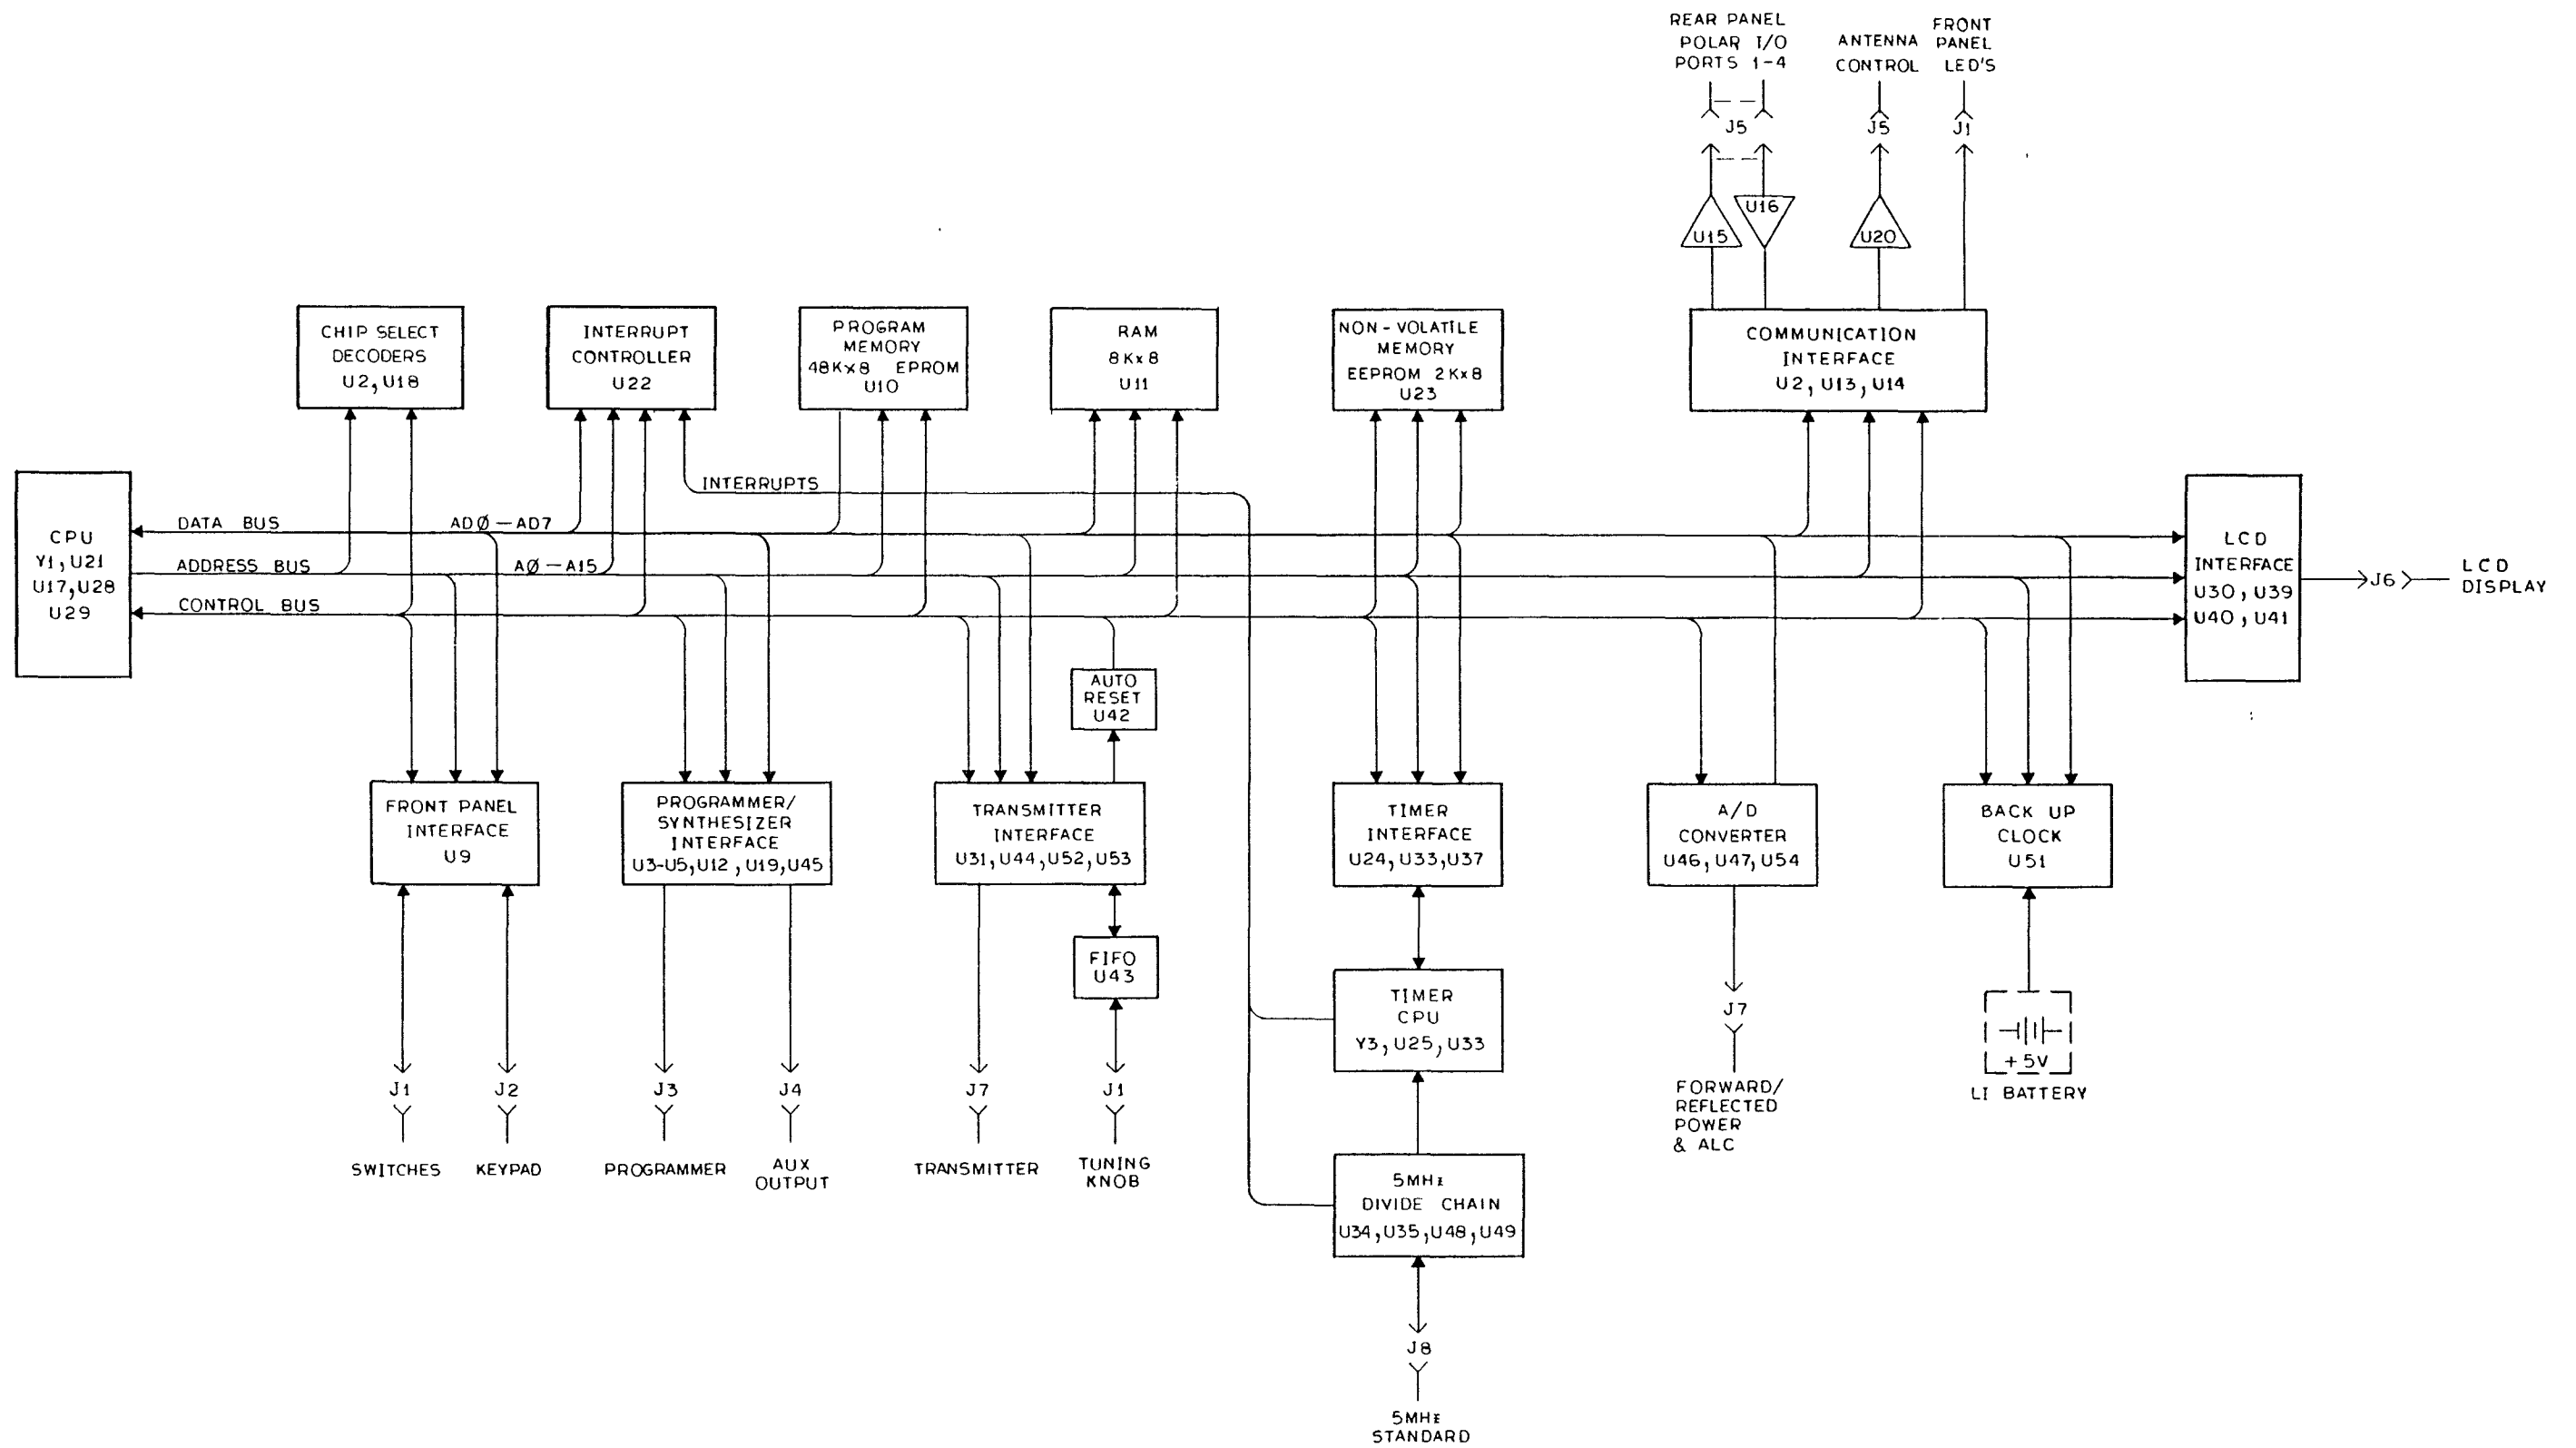 REAR PANEL
POLAR I/O
PORTS 1-4
ANTENNA
CONTROL
FRONT
PANEL
LED'S
J5
J5
J1
U15
U16
U20
CHIP SELECT
DECODERS
U2, U18
INTERRUPT
CONTROLLER
U22
PROGRAM
MEMORY
48K×8 EPROM
U10
RAM
8K×8
U11
NON-VOLATILE
MEMORY
EEPROM 2K×8
U23
COMMUNICATION
INTERFACE
U2, U13, U14
INTERRUPTS
CPU
Y1, U21
U17, U28
U29
DATA BUS
ADØ-AD7
ADDRESS BUS
AØ-A15
CONTROL BUS
LCD
INTERFACE
U30, U39
U40, U41
J6
LCD
DISPLAY
AUTO
RESET
U42
FRONT PANEL
INTERFACE
U9
PROGRAMMER/
SYNTHESIZER
INTERFACE
U3-U5, U12, U19, U45
TRANSMITTER
INTERFACE
U31, U44, U52, U53
TIMER
INTERFACE
U24, U33, U37
A/D
CONVERTER
U46, U47, U54
BACK UP
CLOCK
U51
FIFO
U43
TIMER
CPU
Y3, U25, U33
J7
FORWARD/
REFLECTED
POWER
& ALC
+5V
LI BATTERY
J1
J2
J3
J4
J7
J1
SWITCHES
KEYPAD
PROGRAMMER
AUX
OUTPUT
TRANSMITTER
TUNING
KNOB
5MHz
DIVIDE CHAIN
U34, U35, U48, U49
J8
5MHz
STANDARD